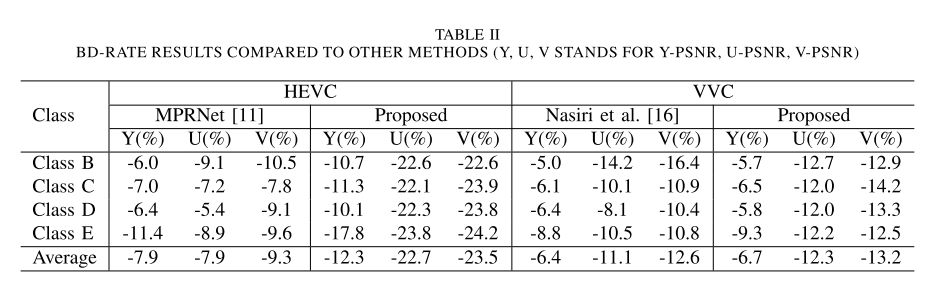 TABLE II
BD-RATE RESULTS COMPARED TO OTHER METHODS (Y, U, V STANDS FOR Y-PSNR, U-PSNR, V-PSNR)
Class HEVC VVC
MPRNet [11] Proposed Nasiri et al. [16] Proposed
Y(%) U(%) V(%) Y(%) U(%) V(%) Y(%) U(%) V(%) Y(%) U(%) V(%)
Class B -6.0 -9.1 -10.5 -10.7 -22.6 -22.6 -5.0 -14.2 -16.4 -5.7 -12.7 -12.9
Class C -7.0 -7.2 -7.8 -11.3 -22.1 -23.9 -6.1 -10.1 -10.9 -6.5 -12.0 -14.2
Class D -6.4 -5.4 -9.1 -10.1 -22.3 -23.8 -6.4 -8.1 -10.4 -5.8 -12.0 -13.3
Class E -11.4 -8.9 -9.6 -17.8 -23.8 -24.2 -8.8 -10.5 -10.8 -9.3 -12.2 -12.5
Average -7.9 -7.9 -9.3 -12.3 -22.7 -23.5 -6.4 -11.1 -12.6 -6.7 -12.3 -13.2